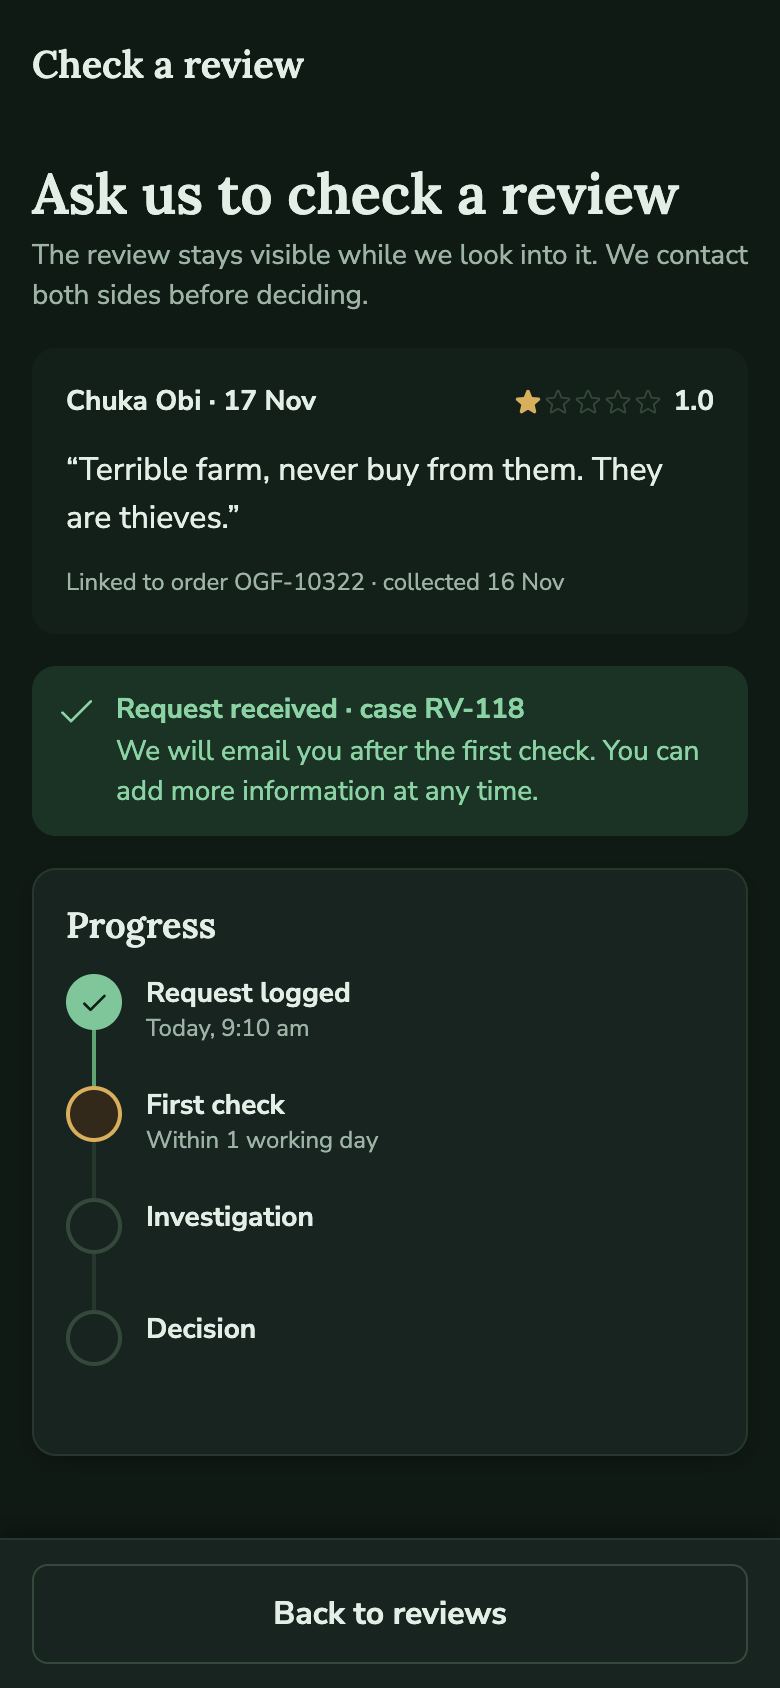 Check a review
Ask us to check a review
The review stays visible while we look into it. We contact
both sides before deciding.
Chuka Obi · 17 Nov
1.0
“Terrible farm, never buy from them. They
are thieves.”
Linked to order OGF-10322 · collected 16 Nov
Request received · case RV-118
We will email you after the first check. You can
add more information at any time.
Progress
Request logged
Today, 9:10 am
First check
Within 1 working day
Investigation
Decision
Back to reviews